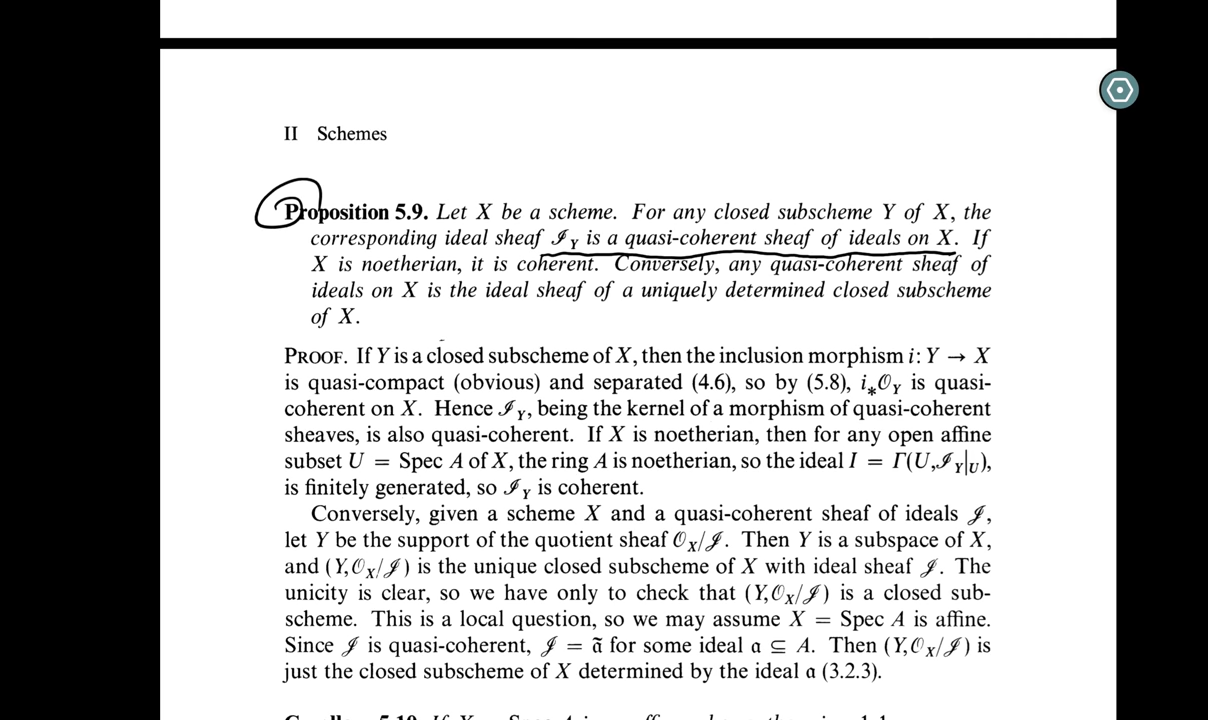 II Schemes
Proposition 5.9. Let X be a scheme. For any closed subscheme Y of X, the
corresponding ideal sheaf 𝓘_Y is a quasi-coherent sheaf of ideals on X. If
X is noetherian, it is coherent. Conversely, any quasi-coherent sheaf of
ideals on X is the ideal sheaf of a uniquely determined closed subscheme
of X.
PROOF. If Y is a closed subscheme of X, then the inclusion morphism i: Y → X
is quasi-compact (obvious) and separated (4.6), so by (5.8), i_*𝒪_Y is quasi-
coherent on X. Hence 𝓘_Y, being the kernel of a morphism of quasi-coherent
sheaves, is also quasi-coherent. If X is noetherian, then for any open affine
subset U = Spec A of X, the ring A is noetherian, so the ideal I = Γ(U,𝓘_Y|_U),
is finitely generated, so 𝓘_Y is coherent.
Conversely, given a scheme X and a quasi-coherent sheaf of ideals 𝒥,
let Y be the support of the quotient sheaf 𝒪_X/𝒥. Then Y is a subspace of X,
and (Y,𝒪_X/𝒥) is the unique closed subscheme of X with ideal sheaf 𝒥. The
unicity is clear, so we have only to check that (Y,𝒪_X/𝒥) is a closed sub-
scheme. This is a local question, so we may assume X = Spec A is affine.
Since 𝒥 is quasi-coherent, 𝒥 = ã for some ideal a ⊆ A. Then (Y,𝒪_X/𝒥) is
just the closed subscheme of X determined by the ideal a (3.2.3).